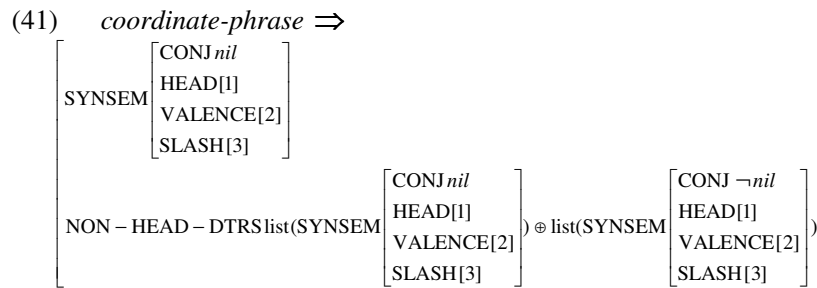 (41) coordinate-phrase ⇒
SYNSEM [CONJ nil
HEAD[1]
VALENCE[2]
SLASH[3]]
NON – HEAD – DTRS list(SYNSEM [CONJ nil
HEAD[1]
VALENCE[2]
SLASH[3]]) ⊕ list(SYNSEM [CONJ ¬nil
HEAD[1]
VALENCE[2]
SLASH[3]])